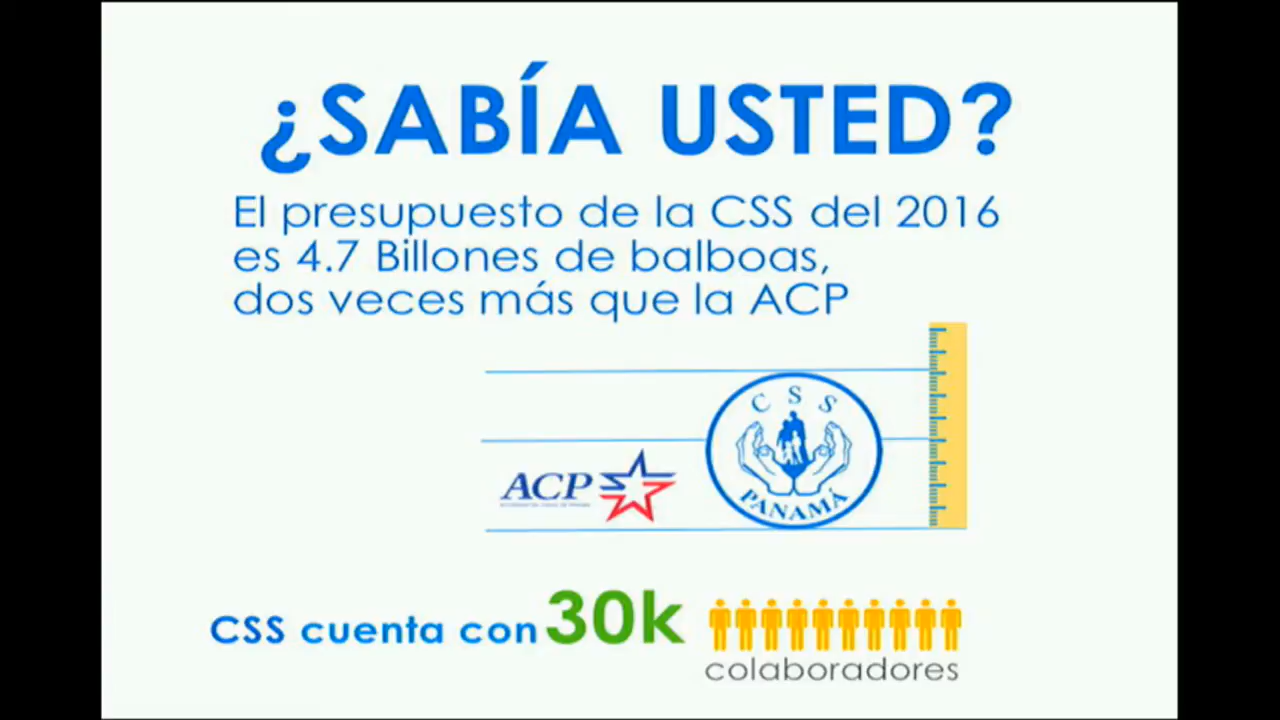 ¿SABÍA USTED?
El presupuesto de la CSS del 2016
es 4.7 Billones de balboas,
dos veces más que la ACP
CSS
ACP
PANAMÁ
CSS cuenta con 30k
colaboradores